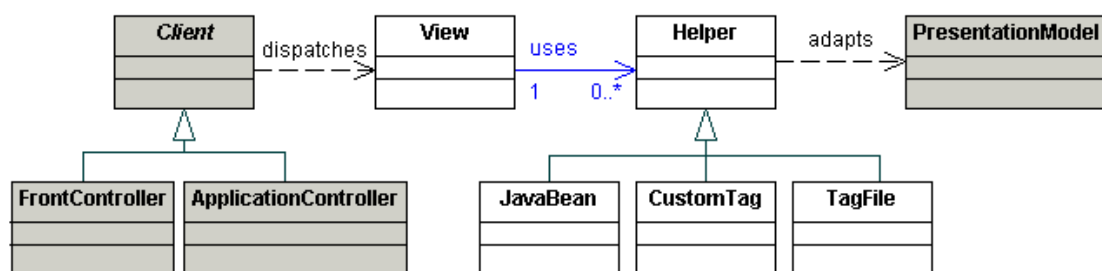 Client dispatches View uses Helper adapts PresentationModel
1 0..*
FrontController ApplicationController JavaBean CustomTag TagFile